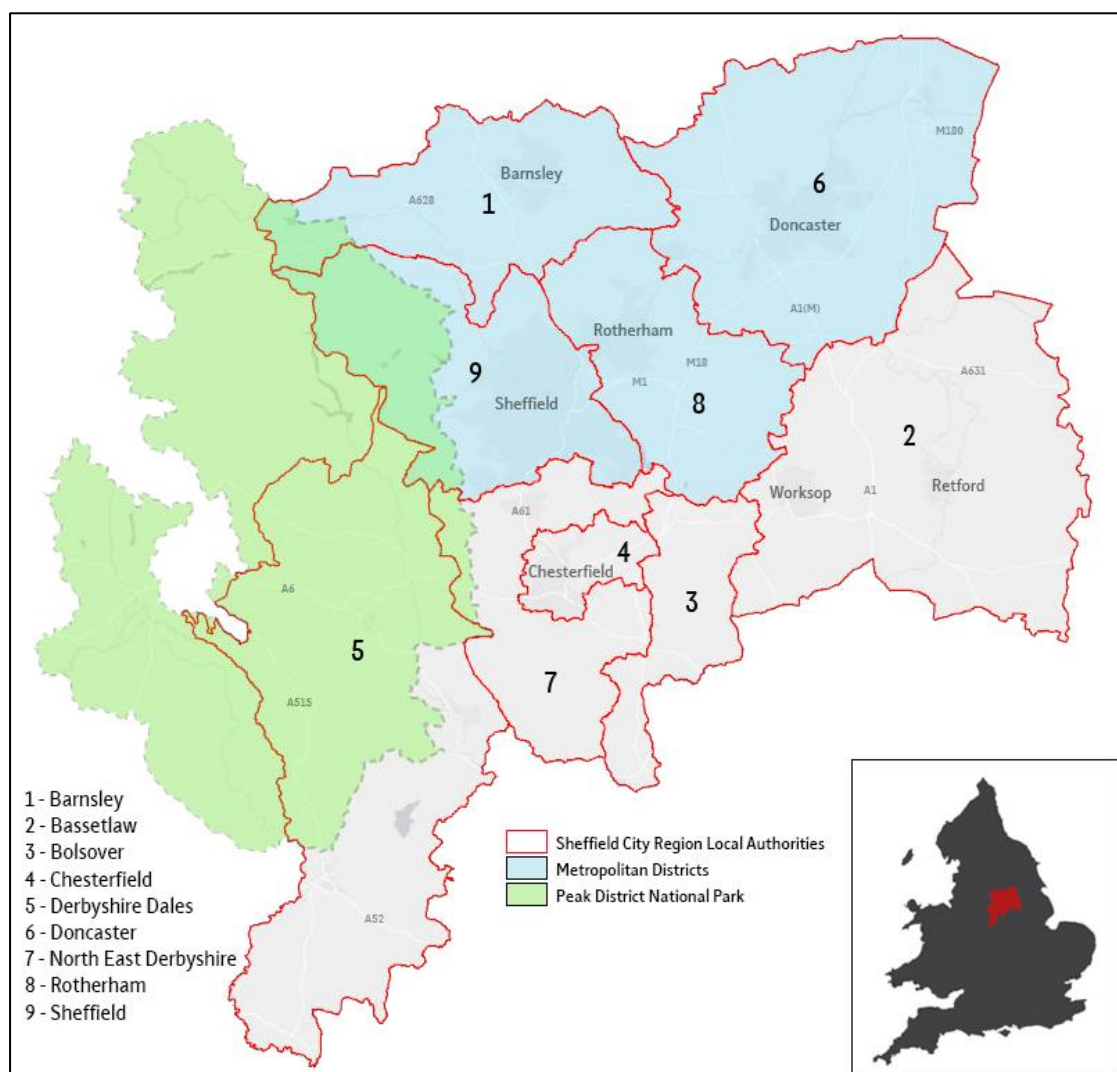 M180
Barnsley
A628
1
6
Doncaster
A1(M)
Rotherham
M18
A631
9
M1
Sheffield
8
2
Worksop
A1
Retford
A61
4
Chesterfield
A6
3
5
7
A515
1 - Barnsley
2 - Bassetlaw
3 - Bolsover
4 - Chesterfield
5 - Derbyshire Dales
6 - Doncaster
7 - North East Derbyshire
8 - Rotherham
9 - Sheffield
A52
Sheffield City Region Local Authorities
Metropolitan Districts
Peak District National Park